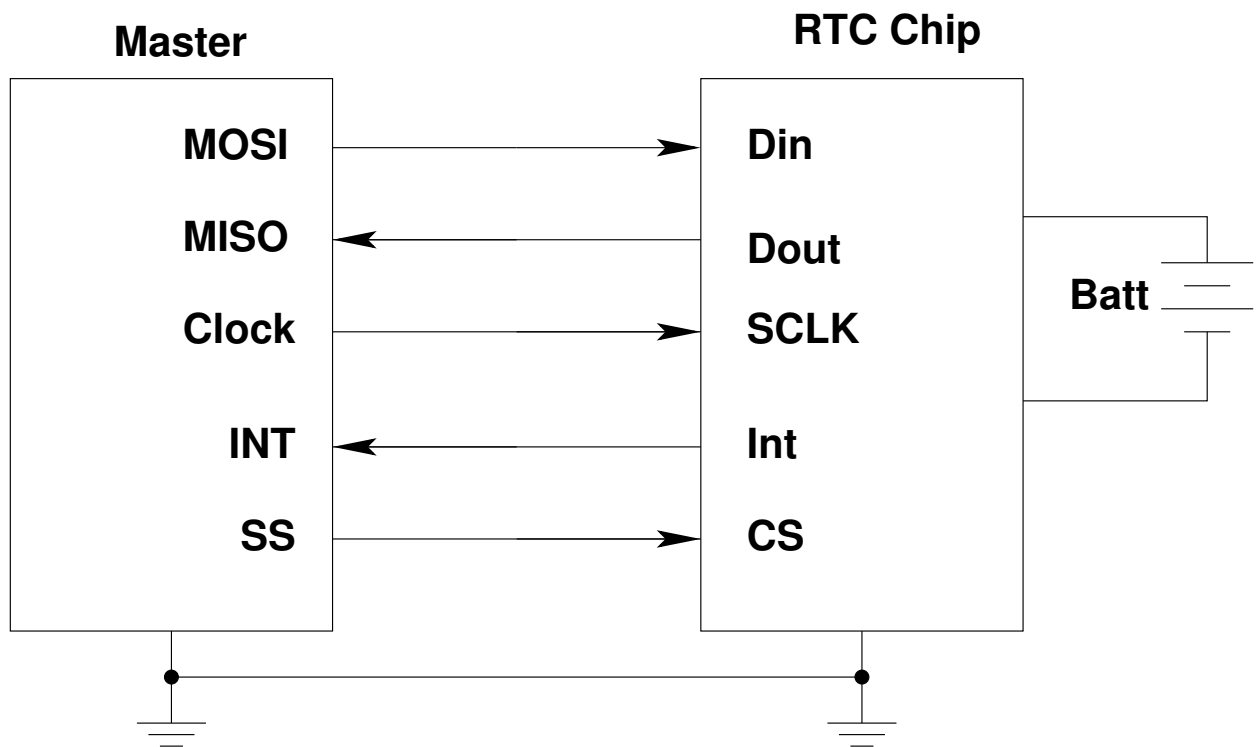 Master
RTC Chip
MOSI
Din
MISO
Dout
Clock
SCLK
Batt
INT
Int
SS
CS